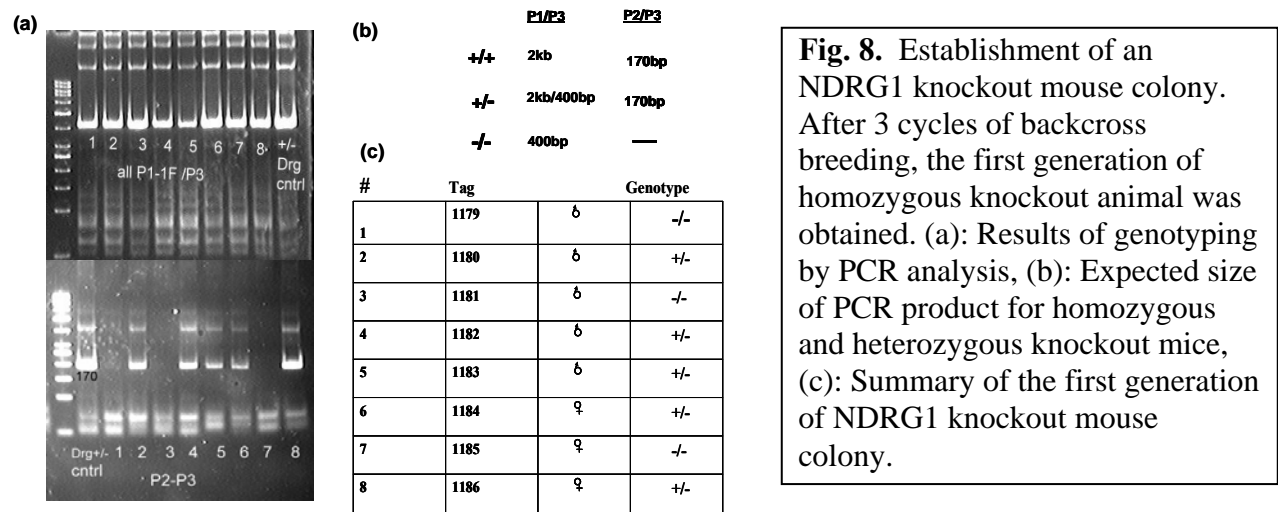 (a)
1 2 3 4 5 6 7 8 +/-
Drg
cntrl
all P1-1F /P3
170
Drg+/- 1 2 3 4 5 6 7 8
cntrl
P2-P3
(b)
P1/P3 P2/P3
+/+ 2kb 170bp
+/- 2kb/400bp 170bp
-/- 400bp —
(c)
# Tag Genotype
1 1179 ♂ -/-
2 1180 ♂ +/-
3 1181 ♂ -/-
4 1182 ♂ +/-
5 1183 ♂ +/-
6 1184 ♀ +/-
7 1185 ♀ -/-
8 1186 ♀ +/-
Fig. 8. Establishment of an
NDRG1 knockout mouse colony.
After 3 cycles of backcross
breeding, the first generation of
homozygous knockout animal was
obtained. (a): Results of genotyping
by PCR analysis, (b): Expected size
of PCR product for homozygous
and heterozygous knockout mice,
(c): Summary of the first generation
of NDRG1 knockout mouse
colony.